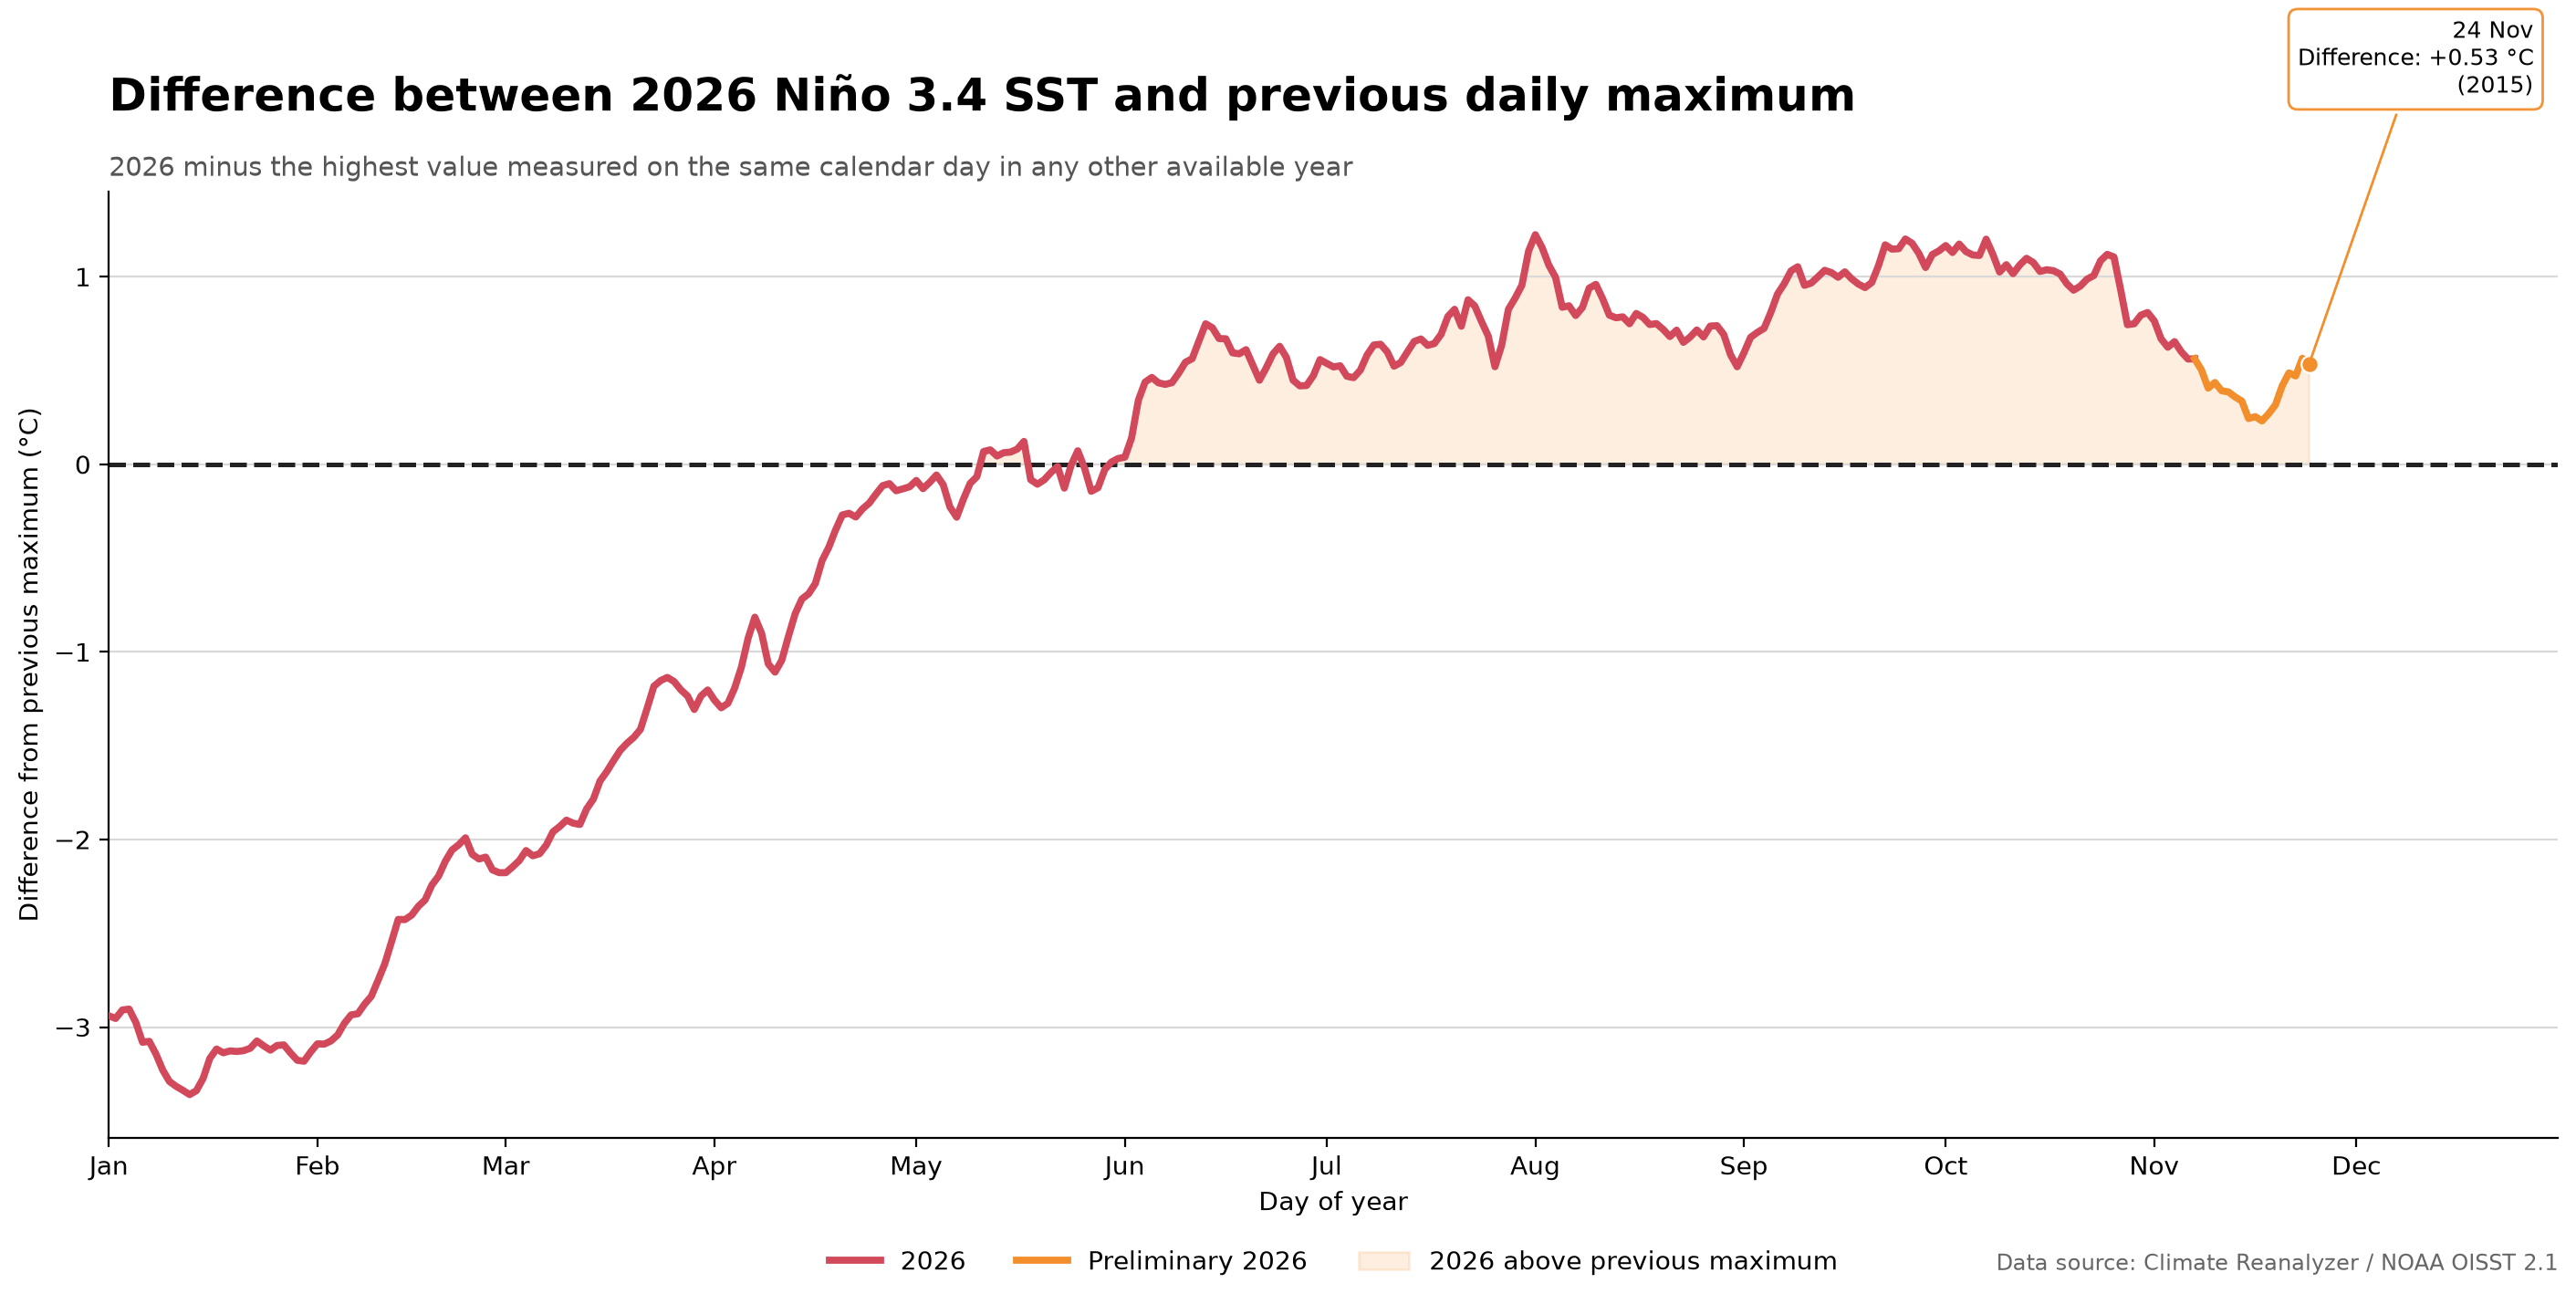 24 Nov
Difference: +0.53 °C
(2015)
Difference between 2026 Niño 3.4 SST and previous daily maximum
2026 minus the highest value measured on the same calendar day in any other available year
Difference from previous maximum (°C)
1
0
−1
−2
−3
Jan
Feb
Mar
Apr
May
Jun
Jul
Aug
Sep
Oct
Nov
Dec
Day of year
2026
Preliminary 2026
2026 above previous maximum
Data source: Climate Reanalyzer / NOAA OISST 2.1